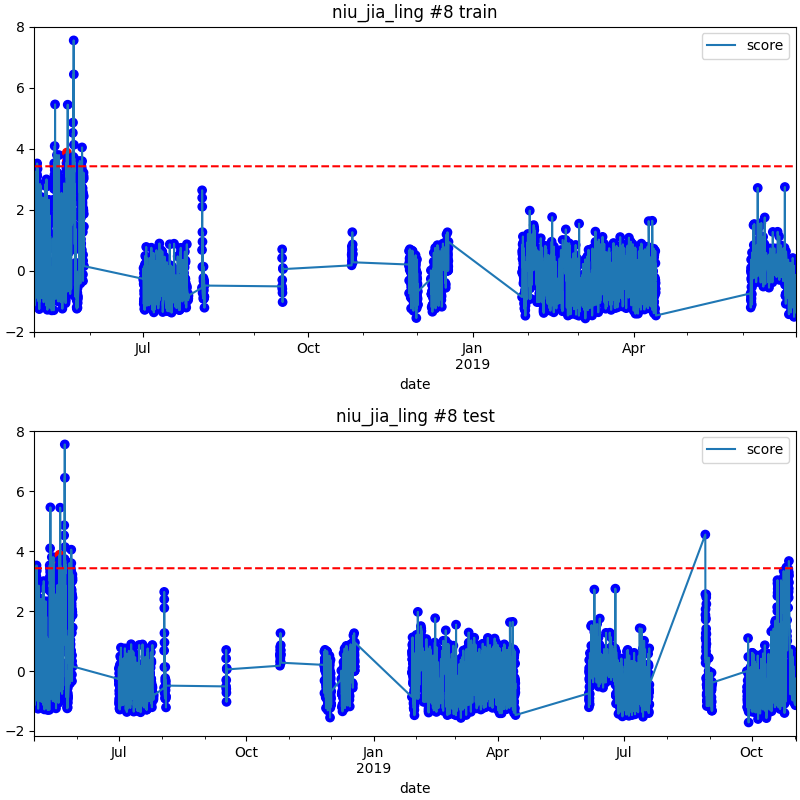 niu_jia_ling #8 train
score
8
6
4
2
0
−2
Jul
Oct
Jan
2019
Apr
date
niu_jia_ling #8 test
score
8
6
4
2
0
−2
Jul
Oct
Jan
2019
Apr
Jul
Oct
date